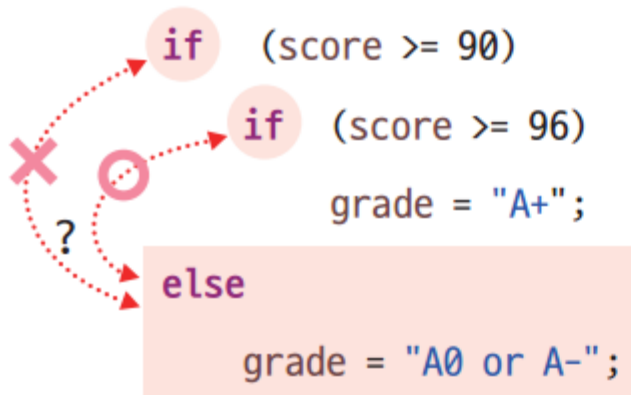 if (score >= 90)
if (score >= 96)
grade = "A+";
?
else
grade = "A0 or A-";